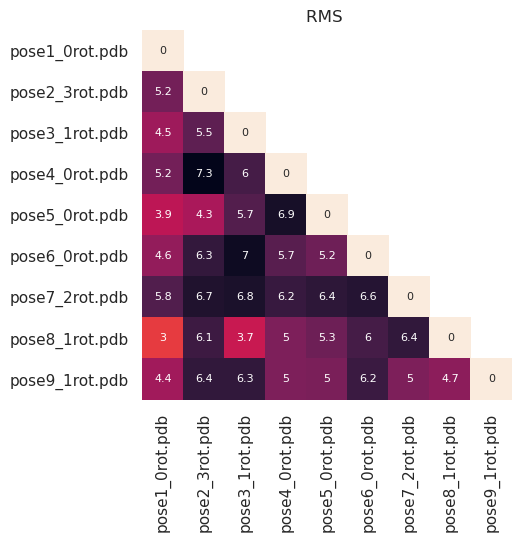 RMS
pose1_0rot.pdb 0
pose2_3rot.pdb 5.2 0
pose3_1rot.pdb 4.5 5.5 0
pose4_0rot.pdb 5.2 7.3 6 0
pose5_0rot.pdb 3.9 4.3 5.7 6.9 0
pose6_0rot.pdb 4.6 6.3 7 5.7 5.2 0
pose7_2rot.pdb 5.8 6.7 6.8 6.2 6.4 6.6 0
pose8_1rot.pdb 3 6.1 3.7 5 5.3 6 6.4 0
pose9_1rot.pdb 4.4 6.4 6.3 5 5 6.2 5 4.7 0
pose1_0rot.pdb
pose2_3rot.pdb
pose3_1rot.pdb
pose4_0rot.pdb
pose5_0rot.pdb
pose6_0rot.pdb
pose7_2rot.pdb
pose8_1rot.pdb
pose9_1rot.pdb